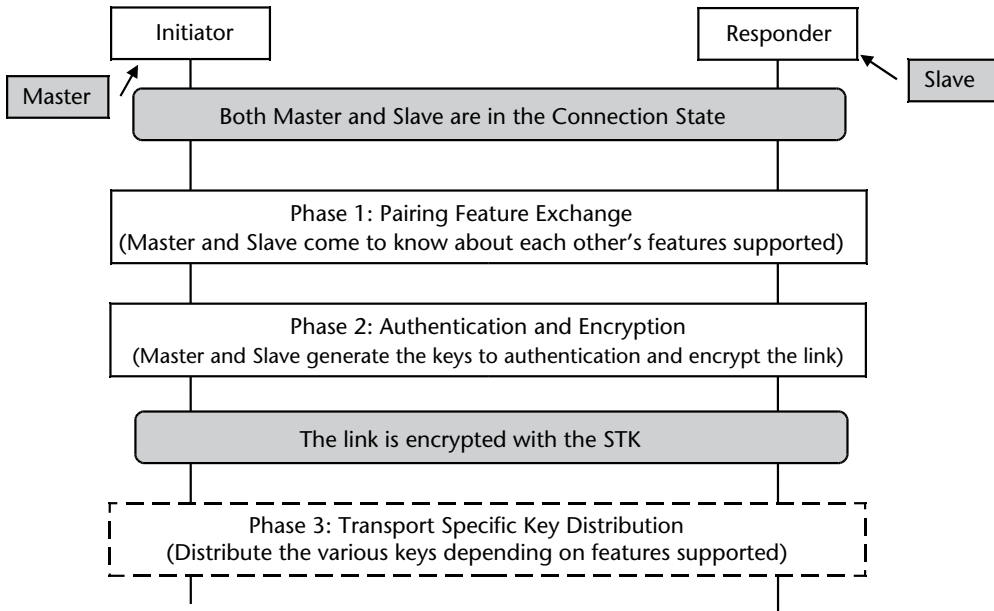 Initiator
Responder
Master
Slave
Both Master and Slave are in the Connection State
Phase 1: Pairing Feature Exchange
(Master and Slave come to know about each other’s features supported)
Phase 2: Authentication and Encryption
(Master and Slave generate the keys to authentication and encrypt the link)
The link is encrypted with the STK
Phase 3: Transport Specific Key Distribution
(Distribute the various keys depending on features supported)